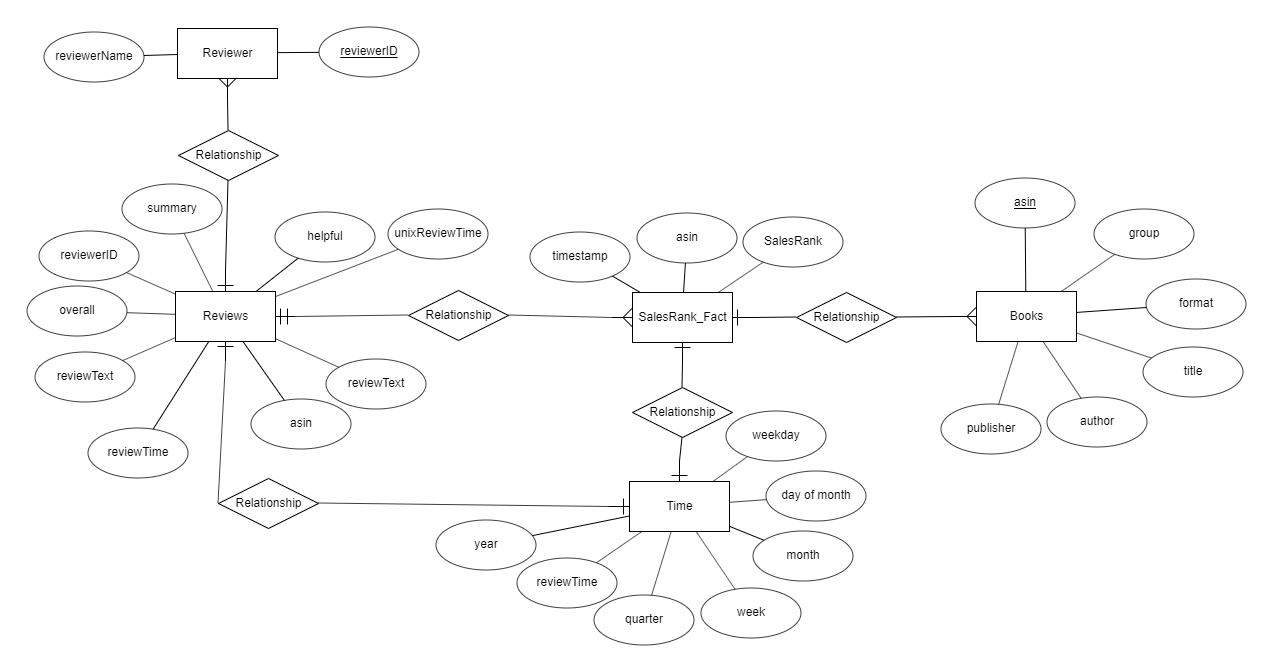 reviewerName
Reviewer
reviewerID
Relationship
summary
helpful
unixReviewTime
reviewerID
overall
Reviews
reviewText
reviewText
reviewTime
asin
Relationship
timestamp
asin
SalesRank
SalesRank_Fact
Relationship
asin
group
format
Books
title
publisher
author
Relationship
weekday
Relationship
Time
day of month
year
month
reviewTime
quarter
week